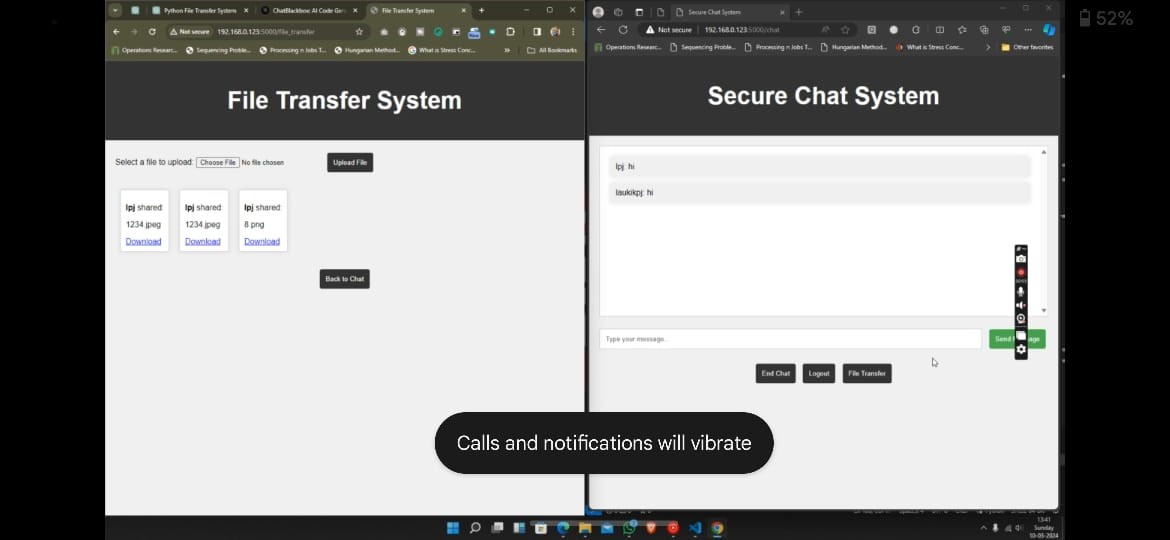 52%
Python File Transfer System
ChatBlackbox: AI Code Gen
File Transfer System
Not secure 192.168.0.123:5000/file_transfer
Operations Researc...
Sequencing Proble...
Processing n Jobs T...
Hungarian Method...
What is Stress Conc...
All Bookmarks
File Transfer System
Select a file to upload: Choose File No file chosen
Upload File
lpj shared:
1234.jpeg
Download
lpj shared:
1234.jpeg
Download
lpj shared:
8.png
Download
Back to Chat
Secure Chat System
Not secure 192.168.0.123:5000/chat
Operations Researc...
Sequencing Proble...
Processing n Jobs T...
Hungarian Method...
What is Stress Conc...
Other favorites
Secure Chat System
lpj: hi
laukikpj: hi
Type your message...
Send
End Chat
Logout
File Transfer
Calls and notifications will vibrate
13:41
Sunday